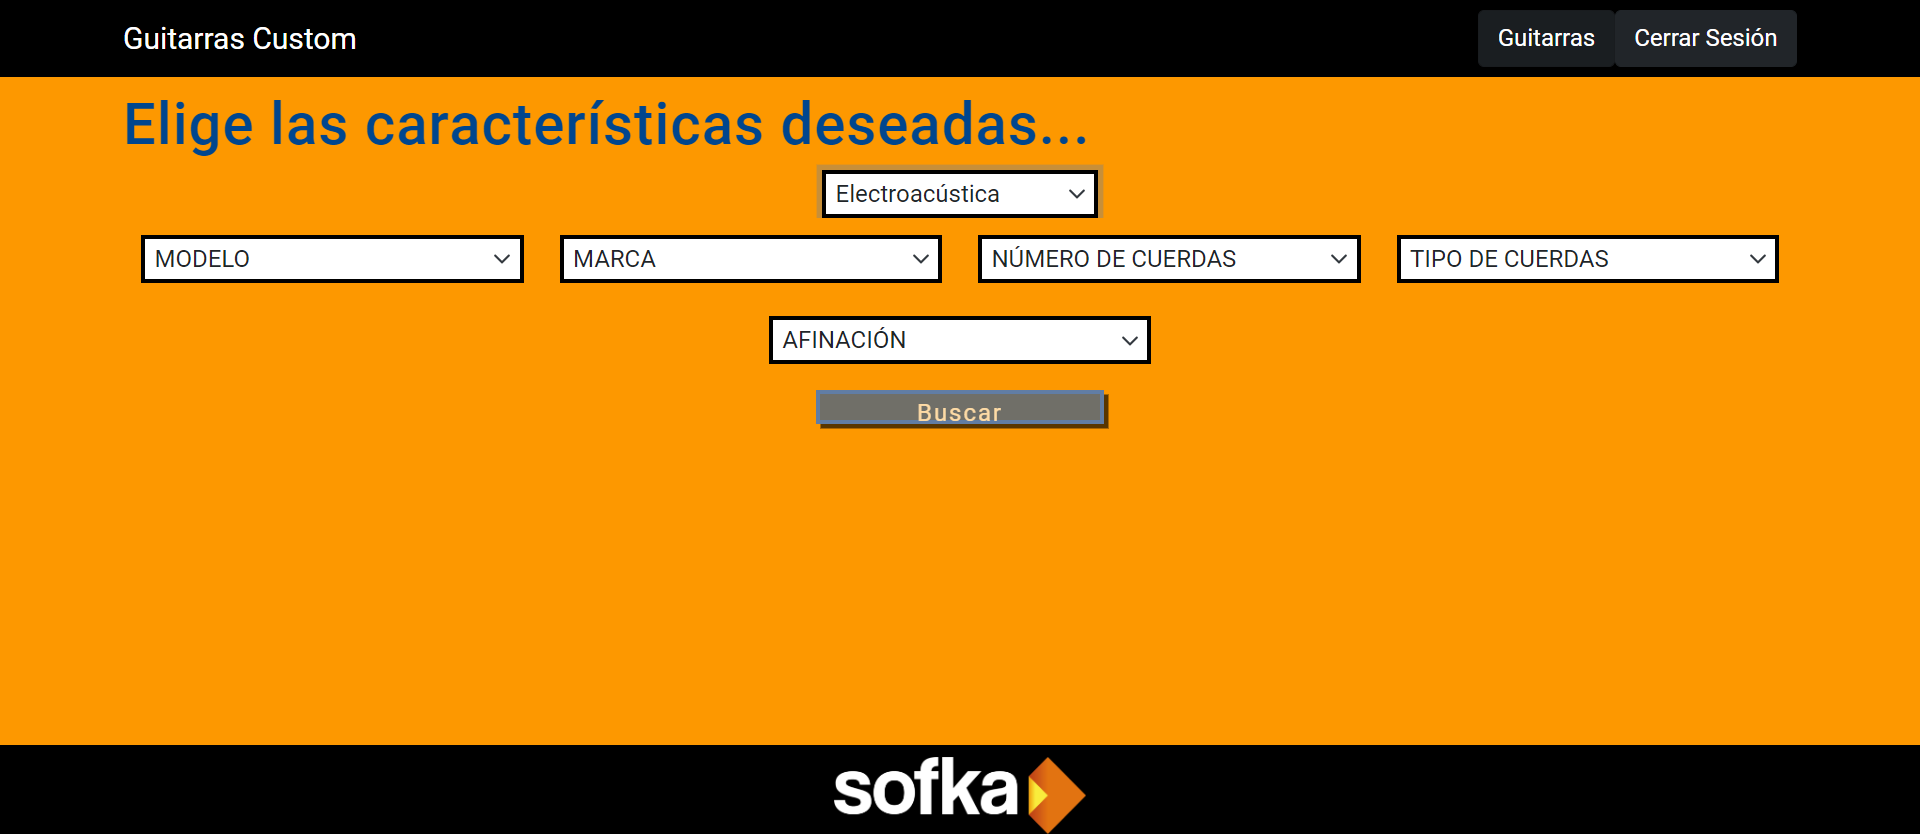 Guitarras Custom
Guitarras
Cerrar Sesión
Elige las características deseadas...
Electroacústica
MODELO
MARCA
NÚMERO DE CUERDAS
TIPO DE CUERDAS
AFINACIÓN
Buscar
sofka